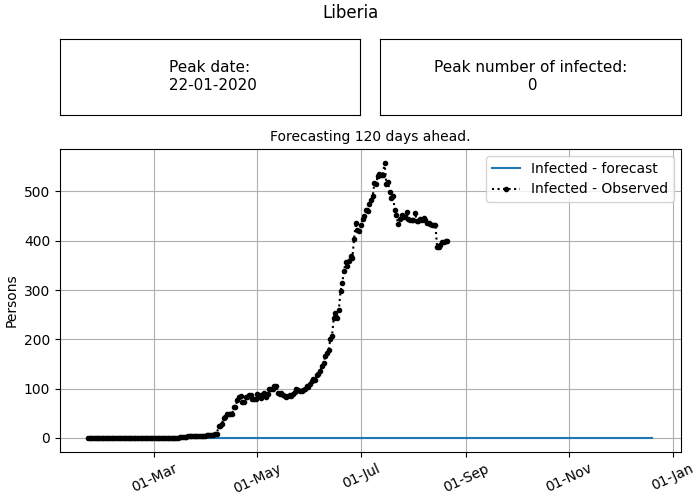 Liberia
Peak date:
22-01-2020
Peak number of infected:
0
Forecasting 120 days ahead.
Infected - forecast
Infected - Observed
Persons
500
400
300
200
100
0
01-Mar
01-May
01-Jul
01-Sep
01-Nov
01-Jan